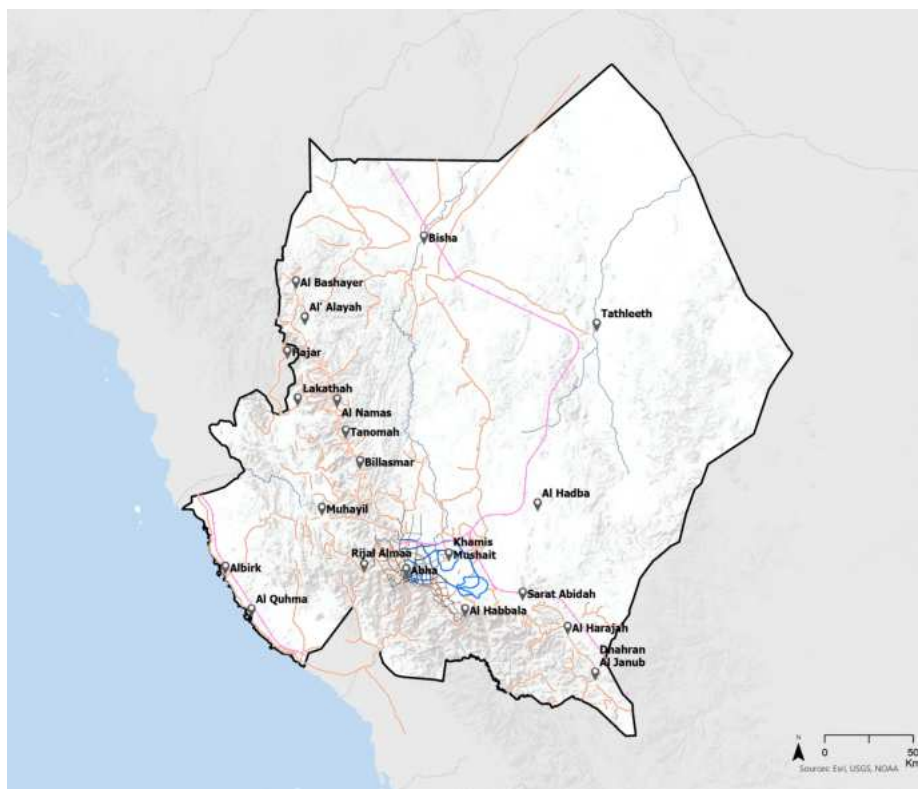 Bisha
Al Bashayer
Al' Alayah
Tathleeth
Hajar
Lakathah
Al Namas
Tanomah
Billasmar
Al Hadba
Muhayil
Khamis
Mushait
Rijal Almaa
Abha
Albirk
Sarat Abidah
Al Quhma
Al Habbala
Al Harajah
Dhahran
Al Janub
N
0
50
Km
Sources: Esri, USGS, NOAA